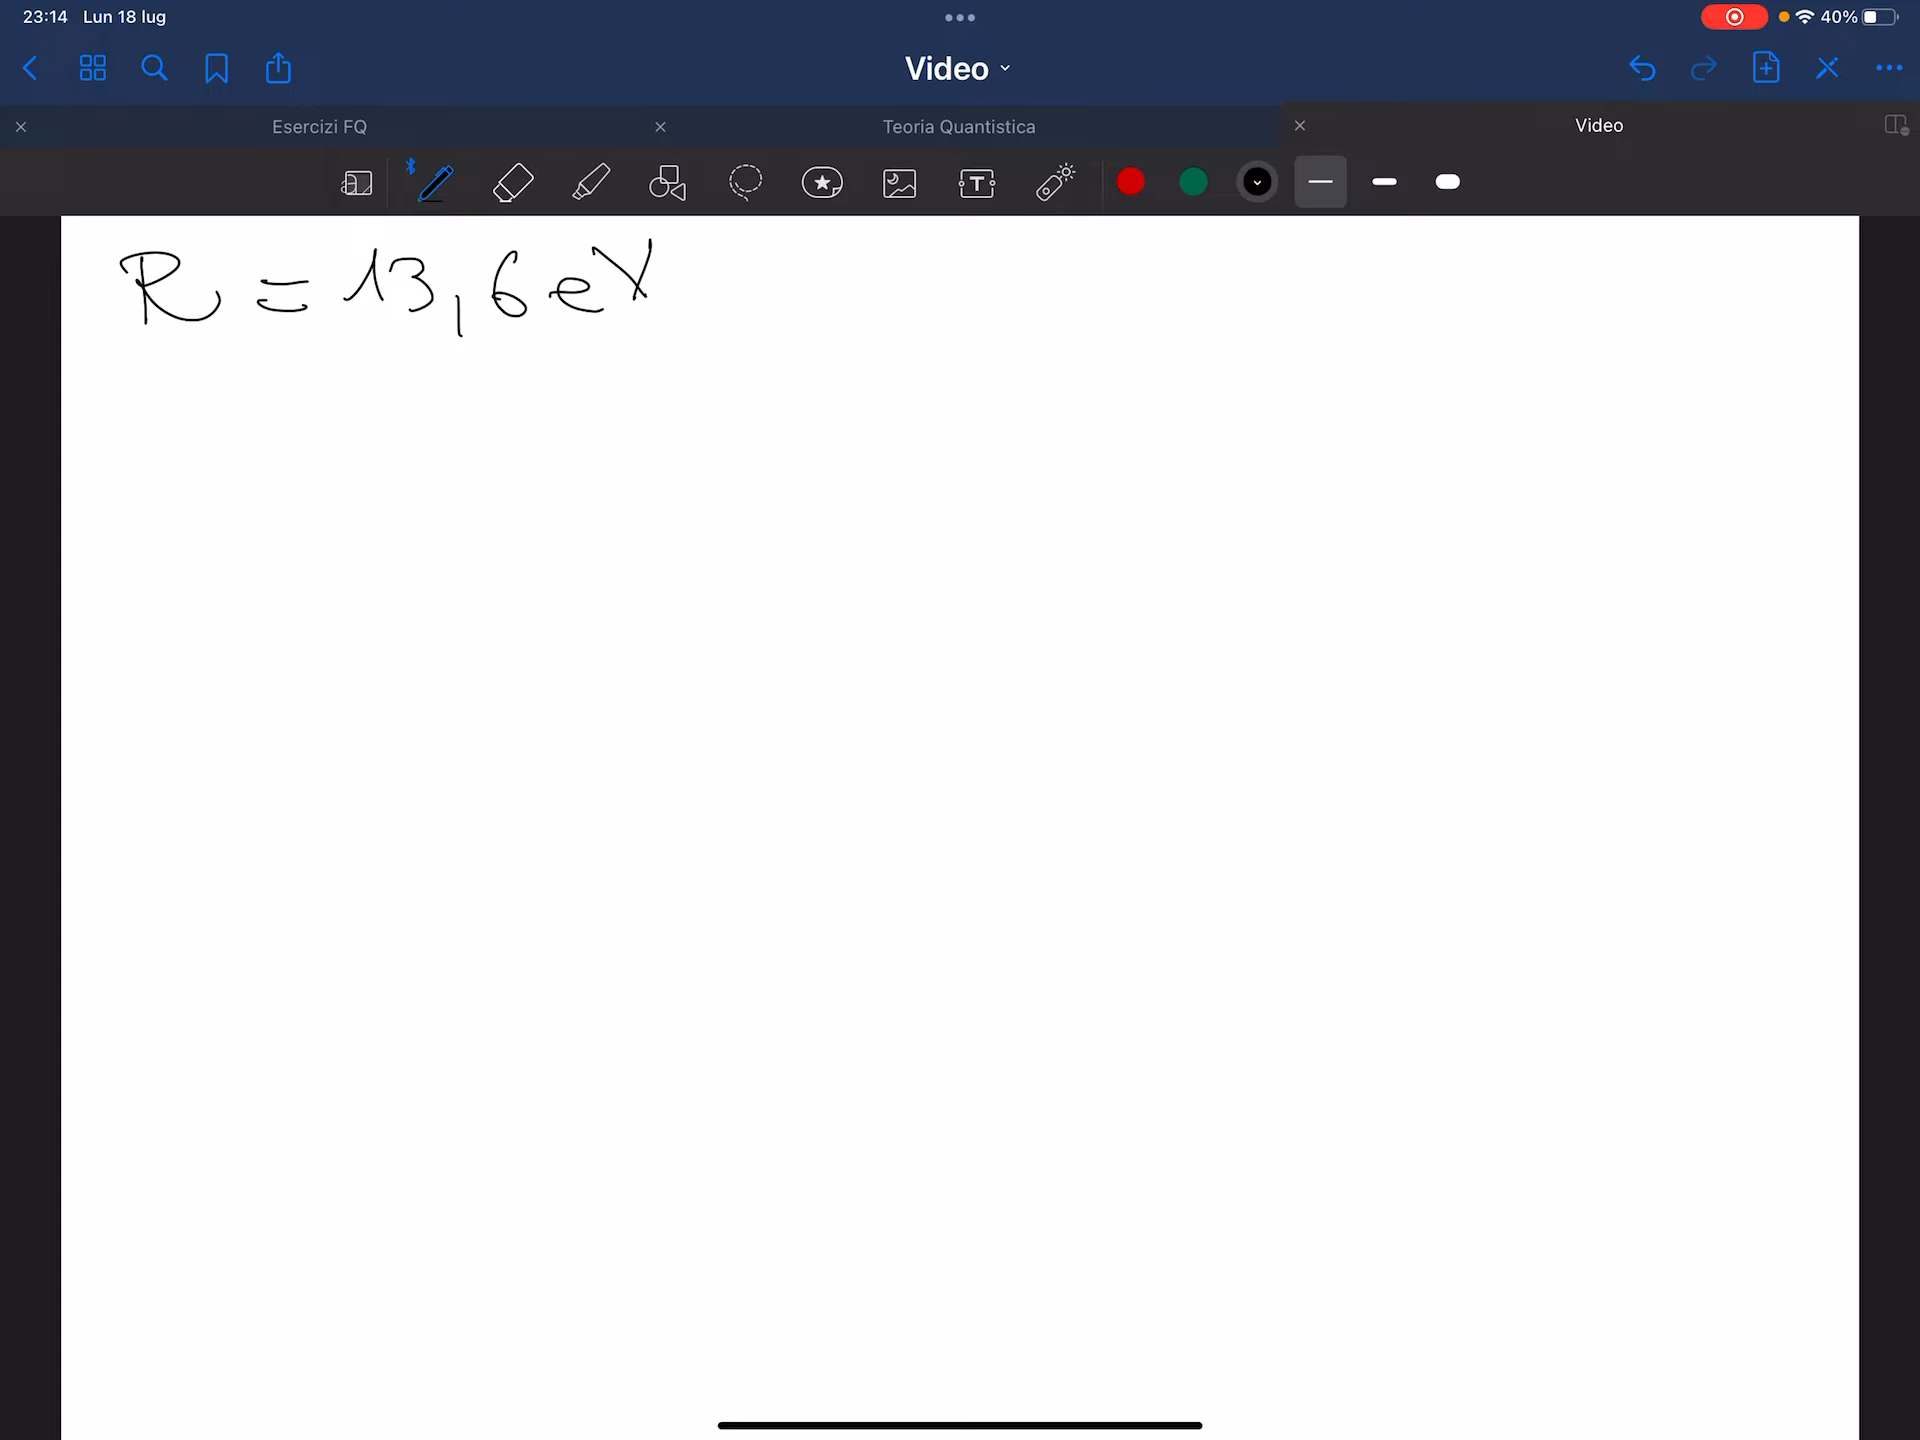 23:14 Lun 18 lug
40%
Video
Esercizi FQ
Teoria Quantistica
Video
R = 13,6 eV